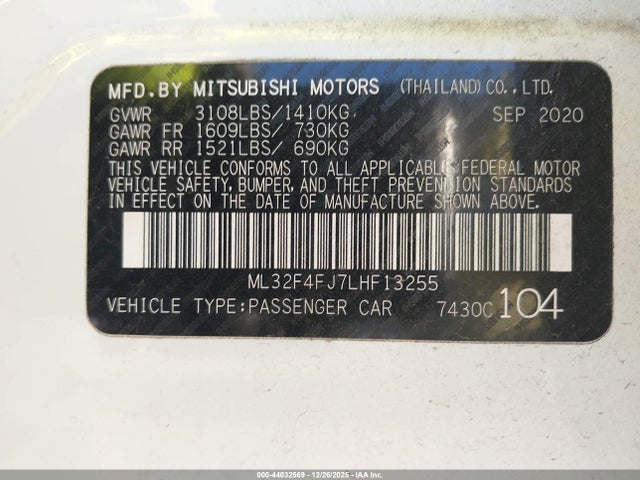 MFD.BY MITSUBISHI MOTORS (THAILAND) CO.,LTD.
GVWR 3108LBS/1410KG SEP 2020
GAWR FR 1609LBS/ 730KG
GAWR RR 1521LBS/ 690KG
THIS VEHICLE CONFORMS TO ALL APPLICABLE FEDERAL MOTOR
VEHICLE SAFETY, BUMPER, AND THEFT PREVENTION STANDARDS
IN EFFECT ON THE DATE OF MANUFACTURE SHOWN ABOVE.
ML32F4FJ7LHF13255
VEHICLE TYPE:PASSENGER CAR 7430C 104
000-44032569 - 12/26/2025 - IAA Inc.